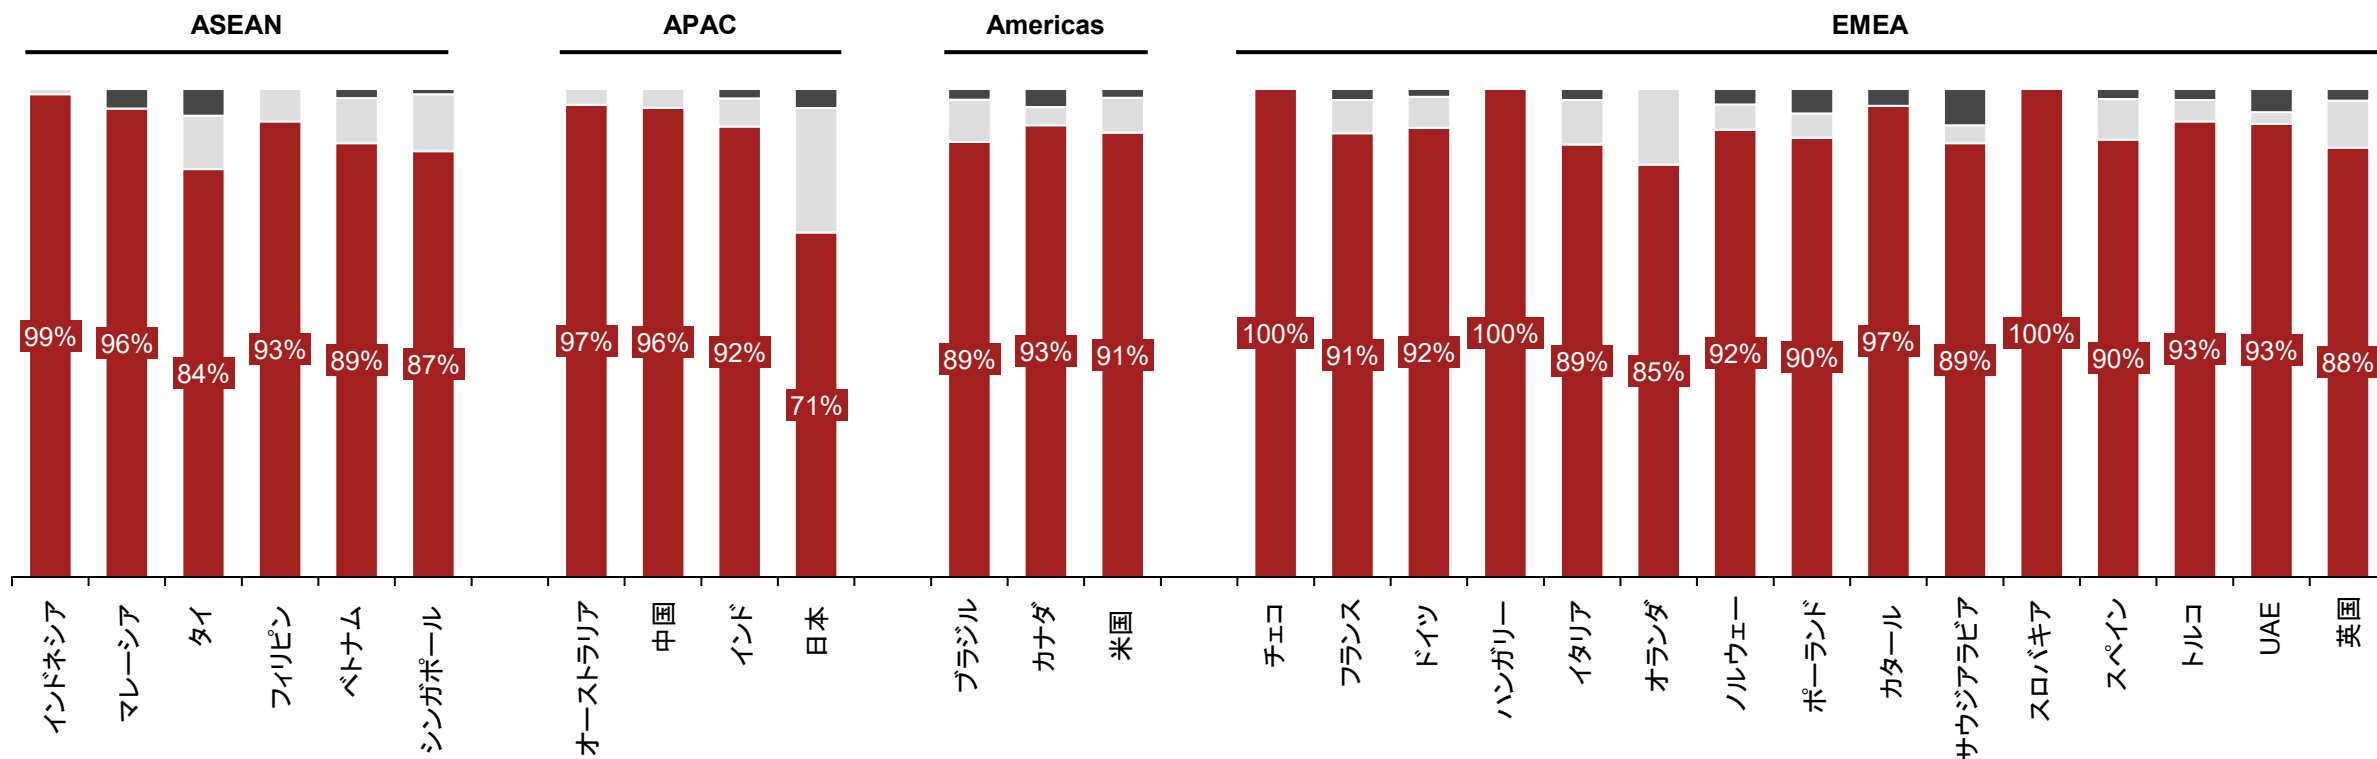 ASEAN
APAC
Americas
EMEA
99%
96%
84%
93%
89%
87%
97%
96%
92%
71%
89%
93%
91%
100%
91%
92%
100%
89%
85%
92%
90%
97%
89%
100%
90%
93%
93%
88%
インドネシア
マレーシア
タイ
フィリピン
ベトナム
シンガポール
オーストラリア
中国
インド
日本
ブラジル
カナダ
米国
チェコ
フランス
ドイツ
ハンガリー
イタリア
オランダ
ノルウェー
ポーランド
カタール
サウジアラビア
スロバキア
スペイン
トルコ
UAE
英国